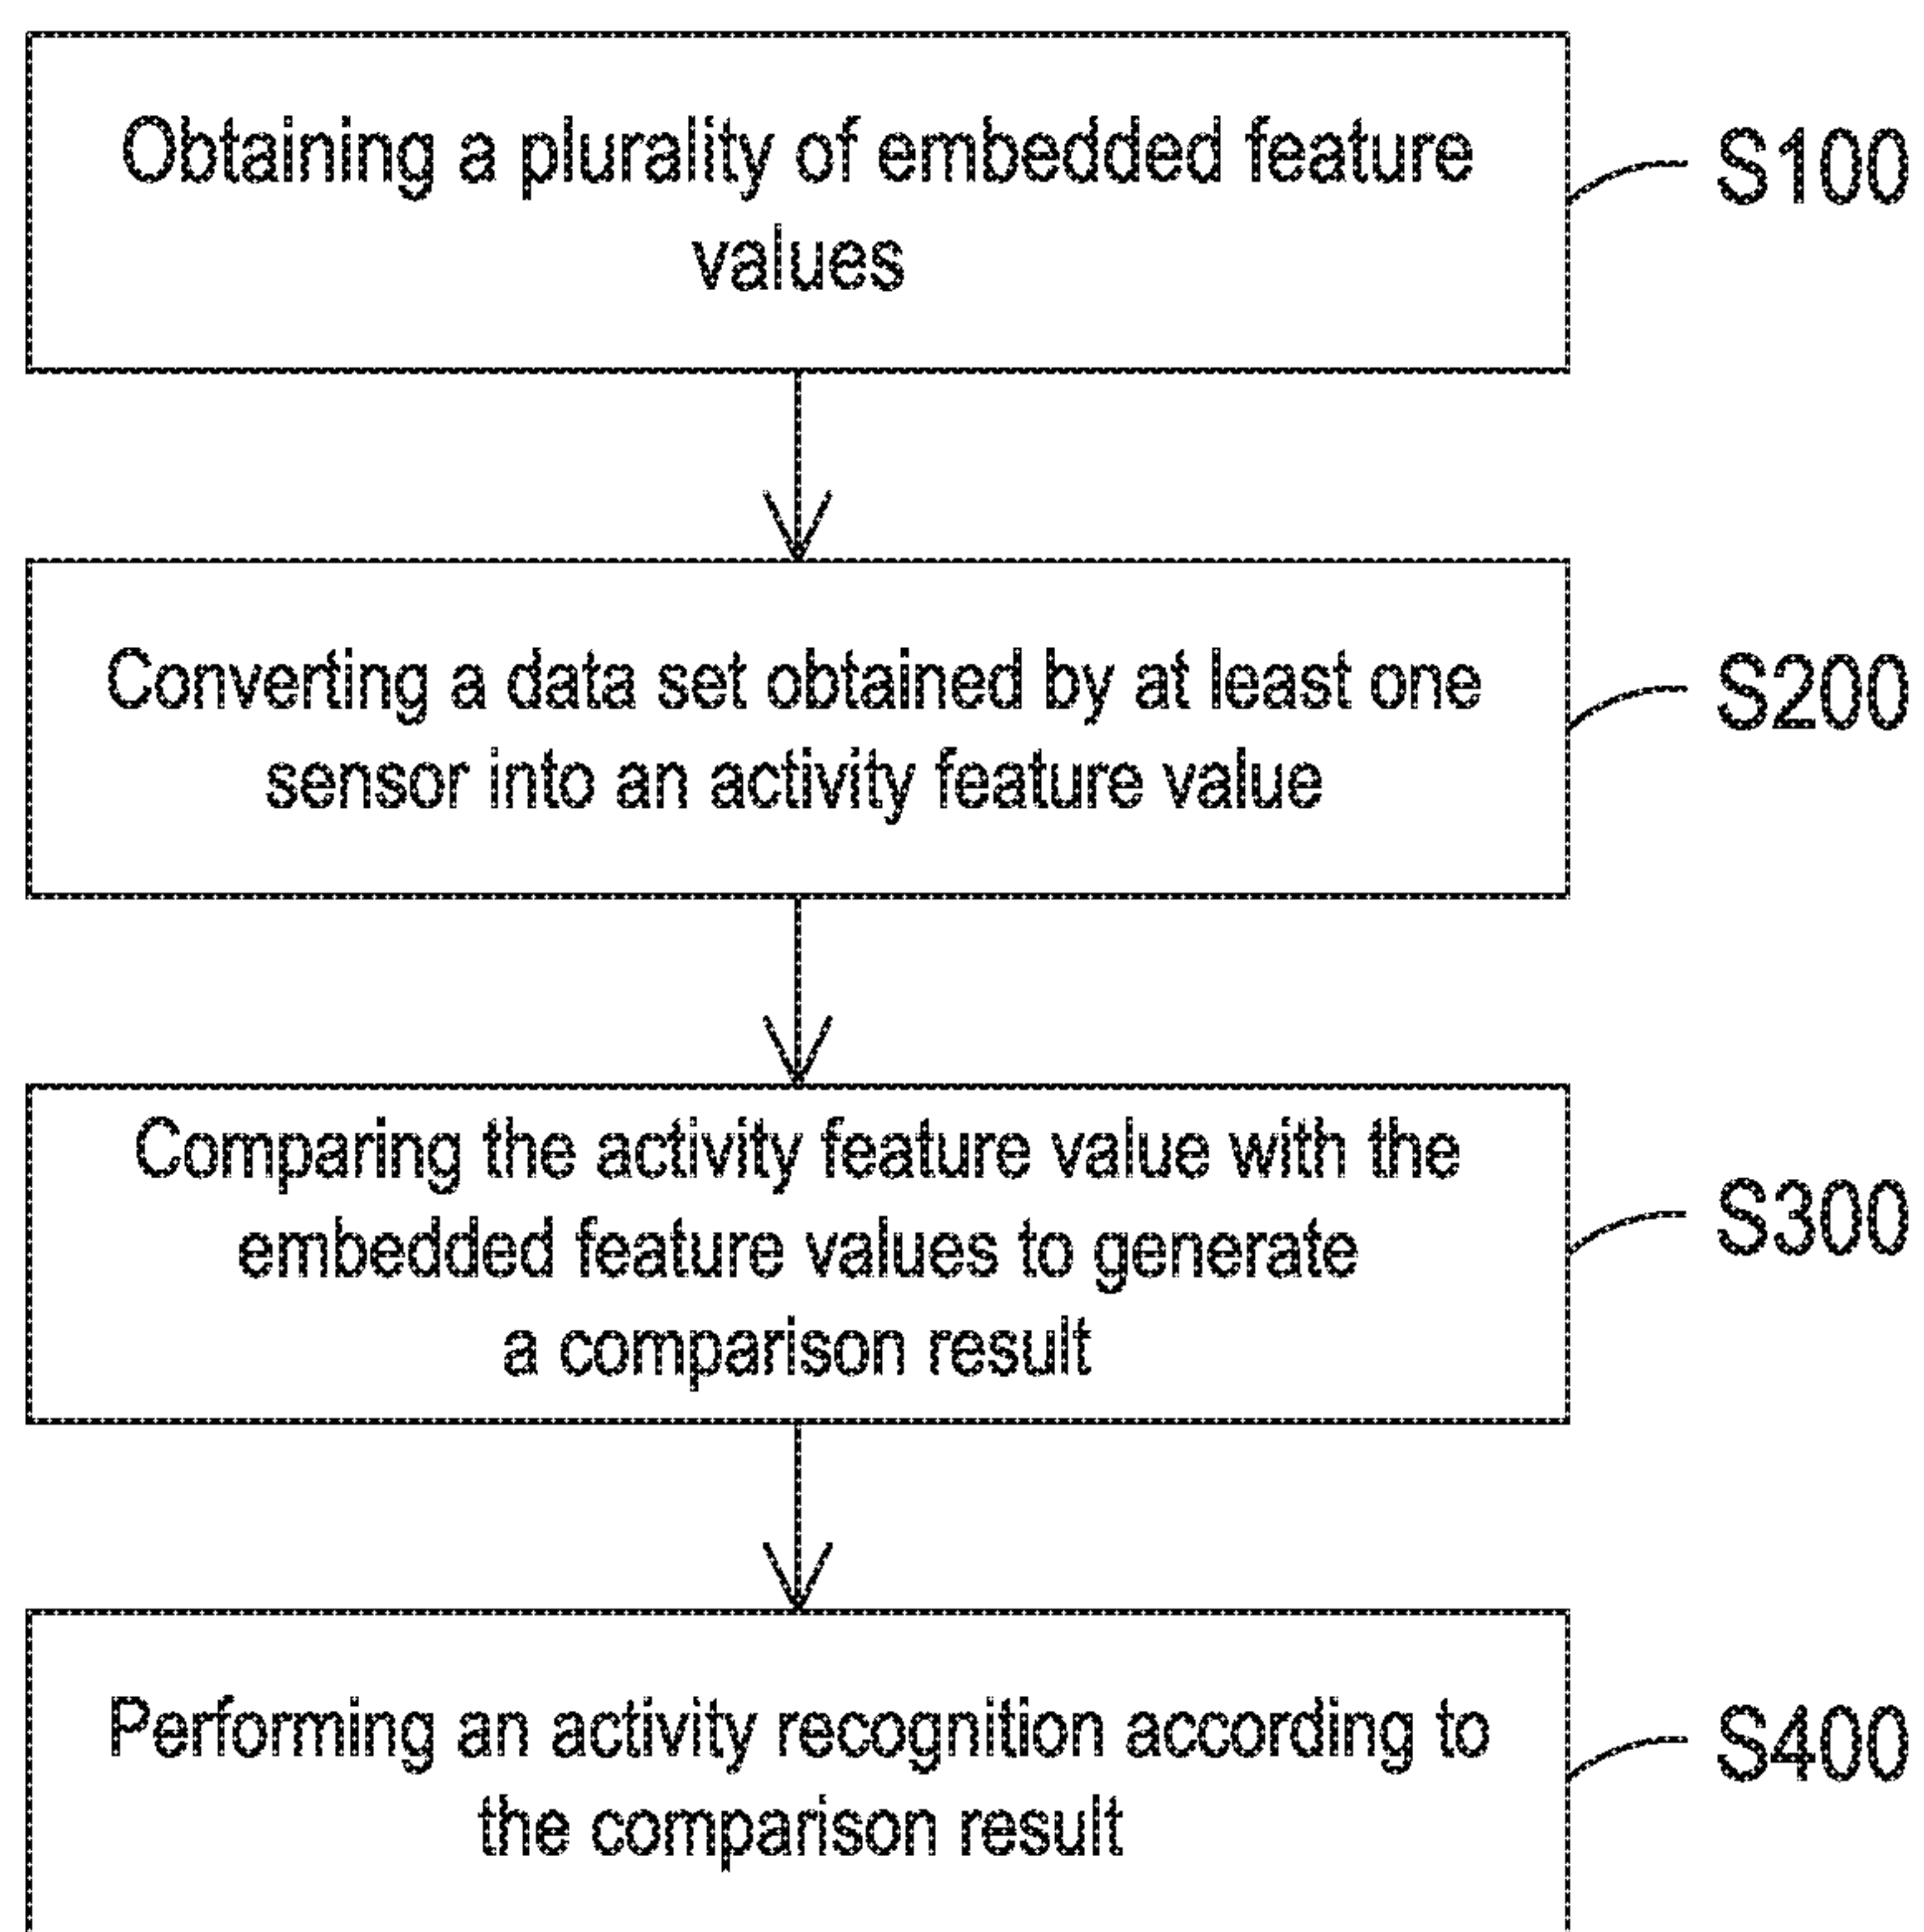 Obtaining a plurality of embedded feature
values
S100
Converting a data set obtained by at least one
sensor into an activity feature value
S200
Comparing the activity feature value with the
embedded feature values to generate
a comparison result
S300
Performing an activity recognition according to
the comparison result
S400